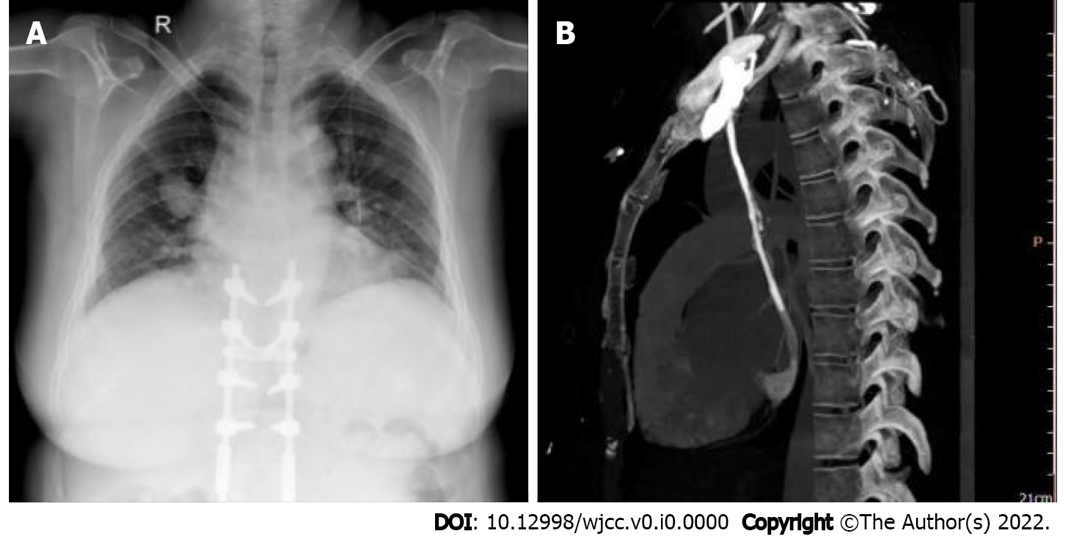 A
R
B
P
21cm
DOI: 10.12998/wjcc.v0.i0.0000 Copyright ©The Author(s) 2022.